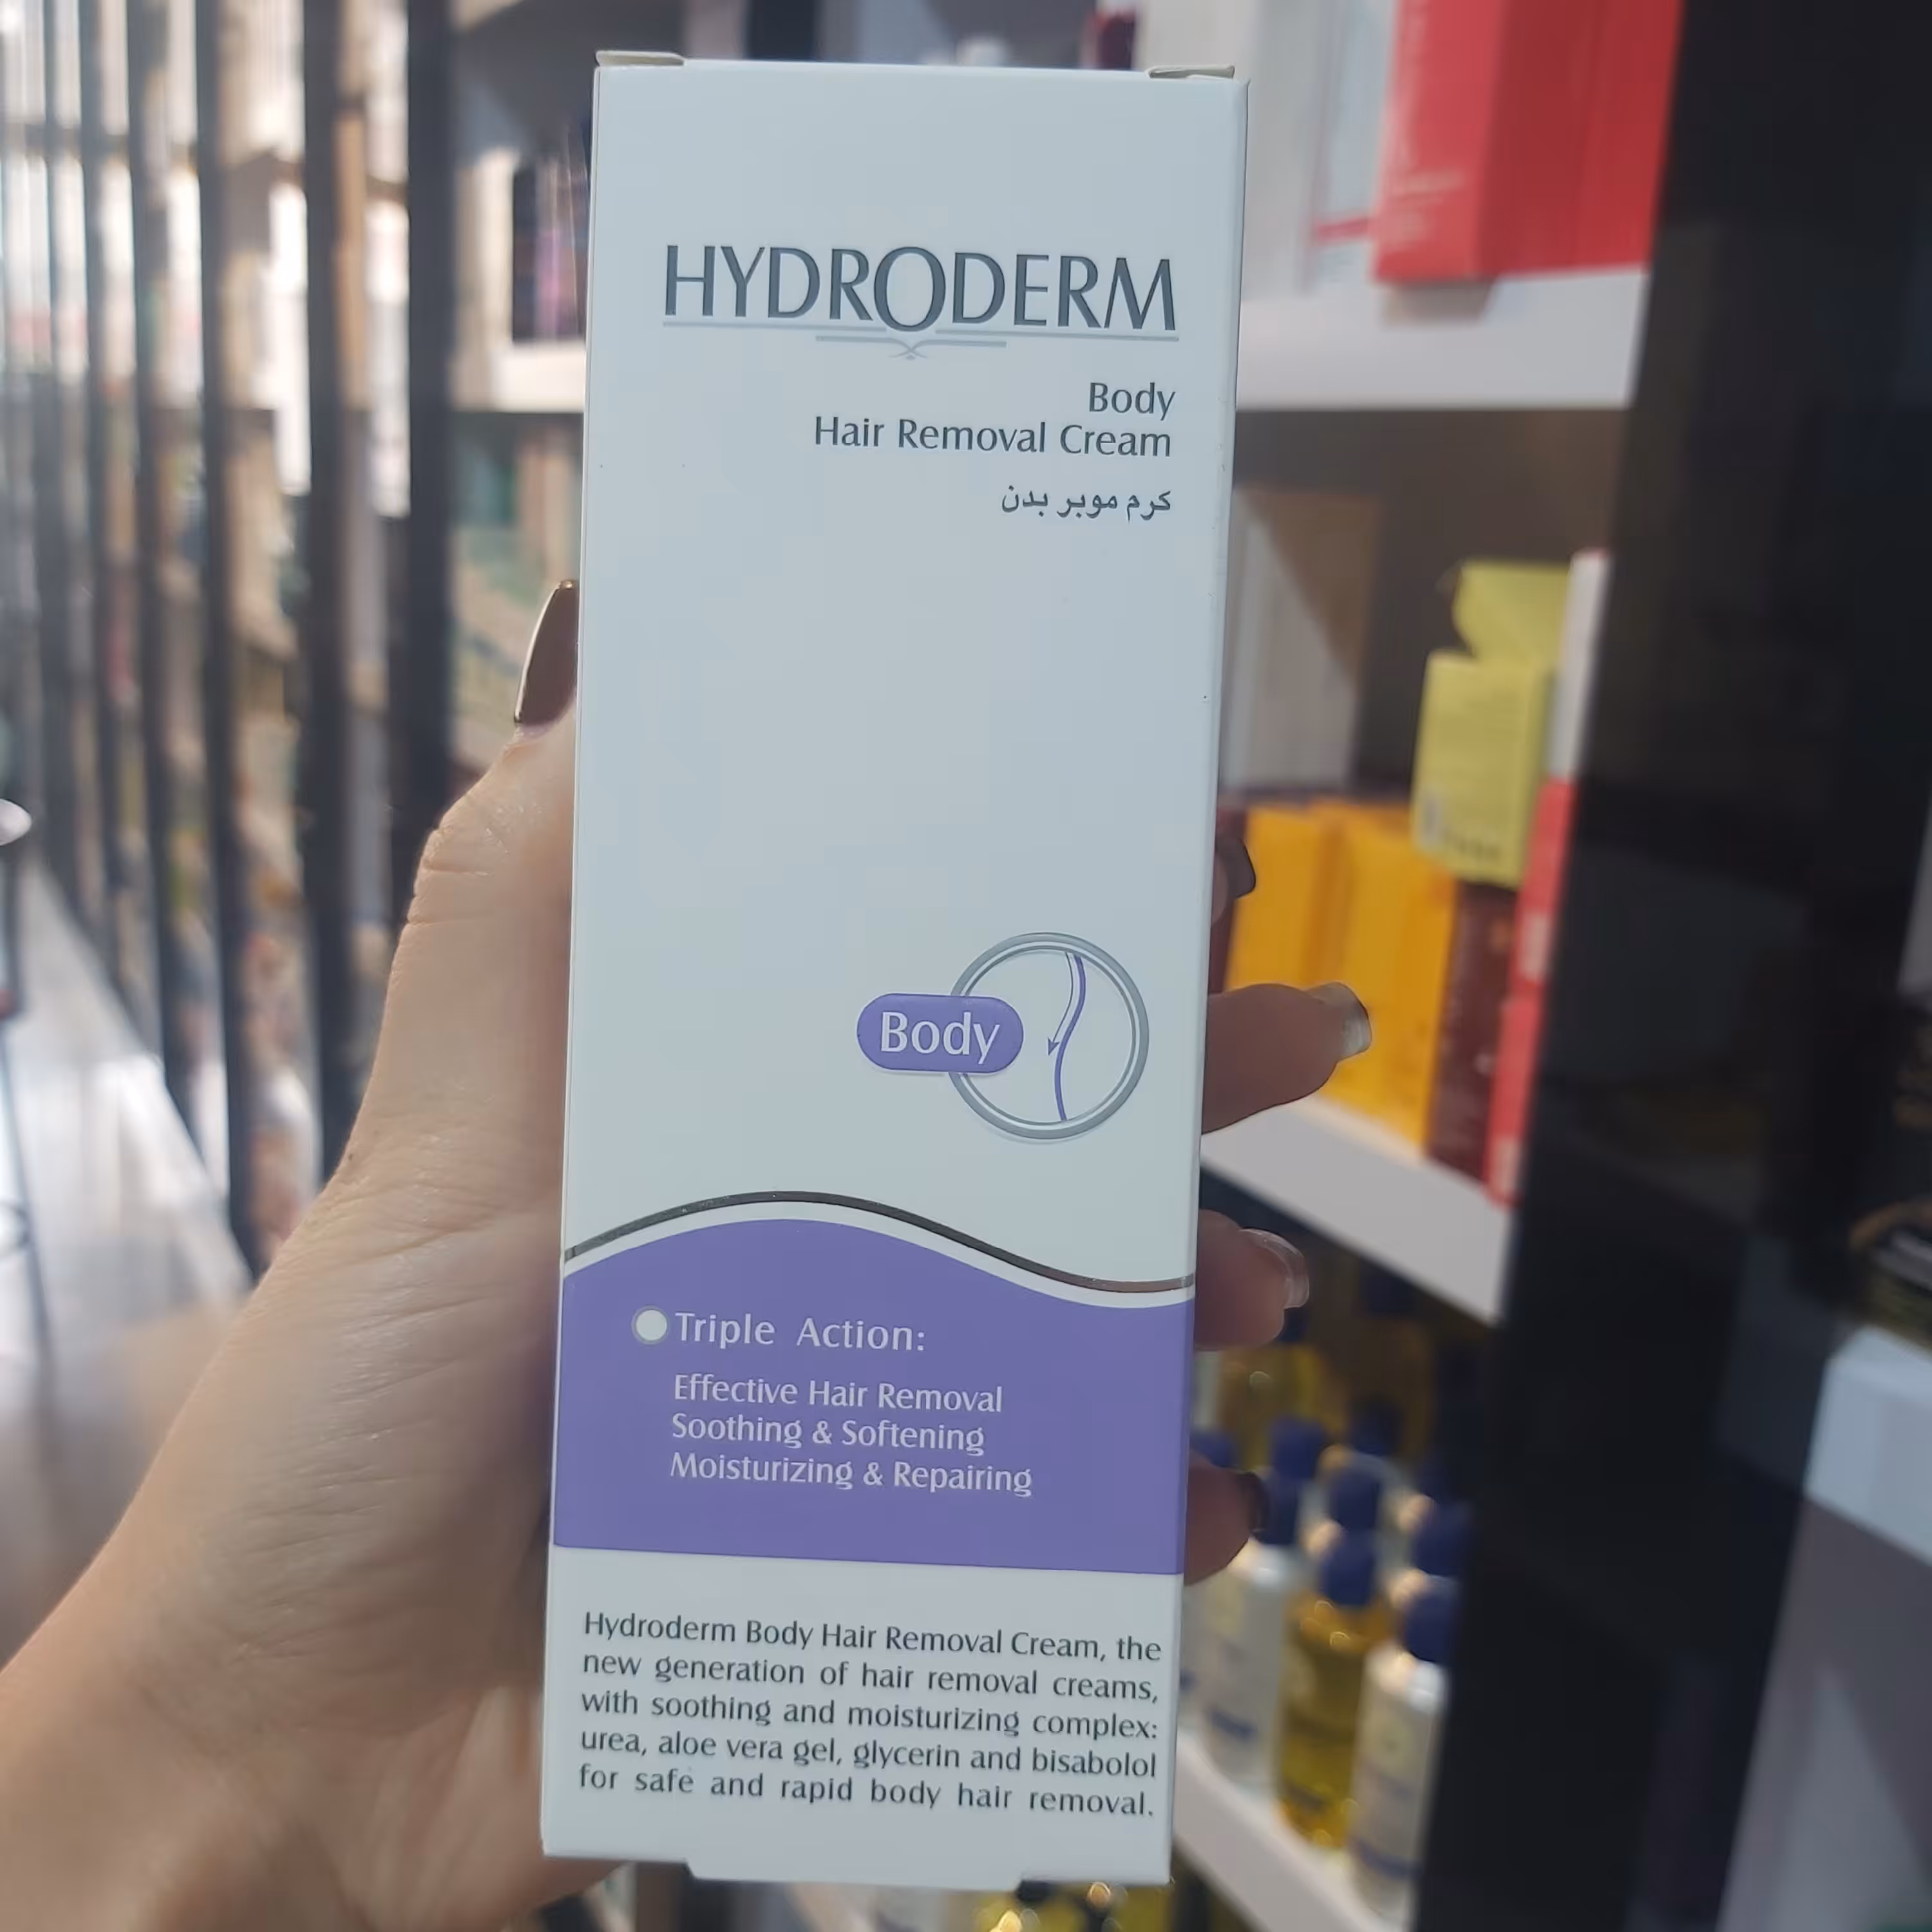 HYDRODERM
Body
Hair Removal Cream
کرم موبر بدن
Body
Triple Action:
Effective Hair Removal
Soothing & Softening
Moisturizing & Repairing
Hydroderm Body Hair Removal Cream, the
new generation of hair removal creams,
with soothing and moisturizing complex:
urea, aloe vera gel, glycerin and bisabolol
for safe and rapid body hair removal.